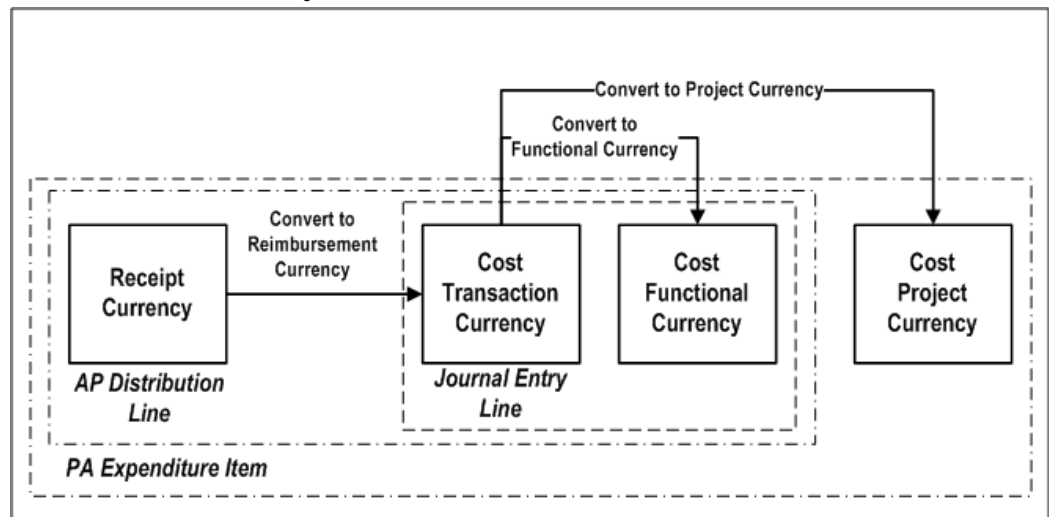 Convert to Project Currency
Convert to
Functional Currency
Convert to
Reimbursement
Currency
Receipt
Currency
Cost
Transaction
Currency
Cost
Functional
Currency
Cost
Project
Currency
AP Distribution
Line
Journal Entry
Line
PA Expenditure Item